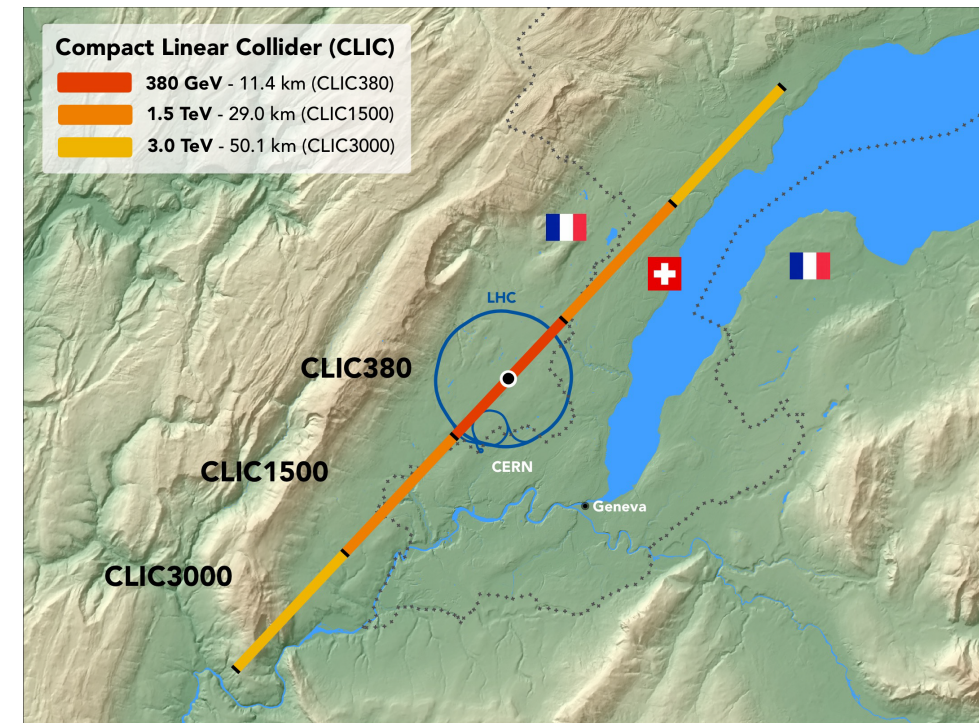 Compact Linear Collider (CLIC)
380 GeV - 11.4 km (CLIC380)
1.5 TeV - 29.0 km (CLIC1500)
3.0 TeV - 50.1 km (CLIC3000)
LHC
CLIC380
CLIC1500
CERN
Geneva
CLIC3000